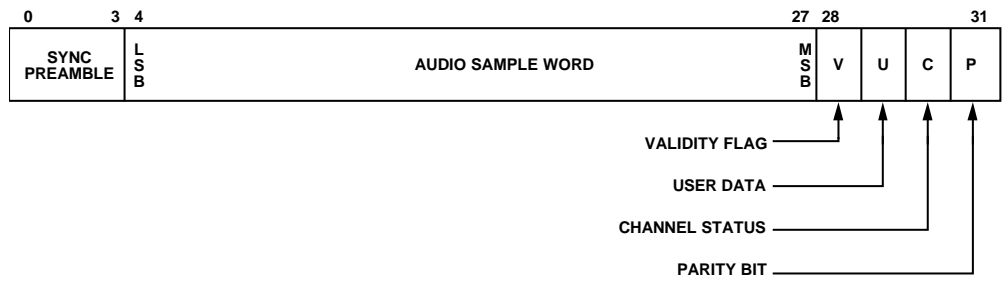 0 3 4 27 28 31
SYNC
PREAMBLE
L
S
B
AUDIO SAMPLE WORD
M
S
B
V U C P
VALIDITY FLAG
USER DATA
CHANNEL STATUS
PARITY BIT